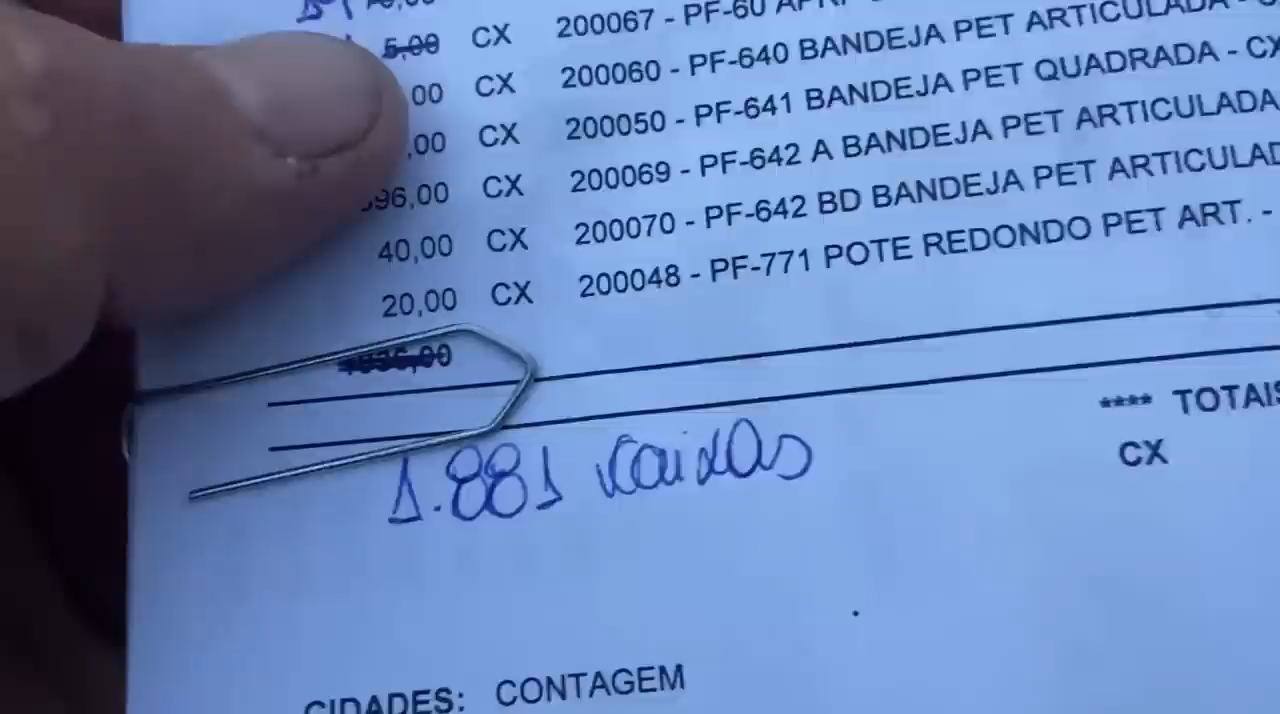 5,00 CX 200067 - PF-60
,00 CX 200060 - PF-640 BANDEJA PET ARTICULADA -
,00 CX 200050 - PF-641 BANDEJA PET QUADRADA - CX
96,00 CX 200069 - PF-642 A BANDEJA PET ARTICULADA
40,00 CX 200070 - PF-642 BD BANDEJA PET ARTICULAD
20,00 CX 200048 - PF-771 POTE REDONDO PET ART. -
**** TOTAIS
1.881 caixas
CX
CIDADES: CONTAGEM